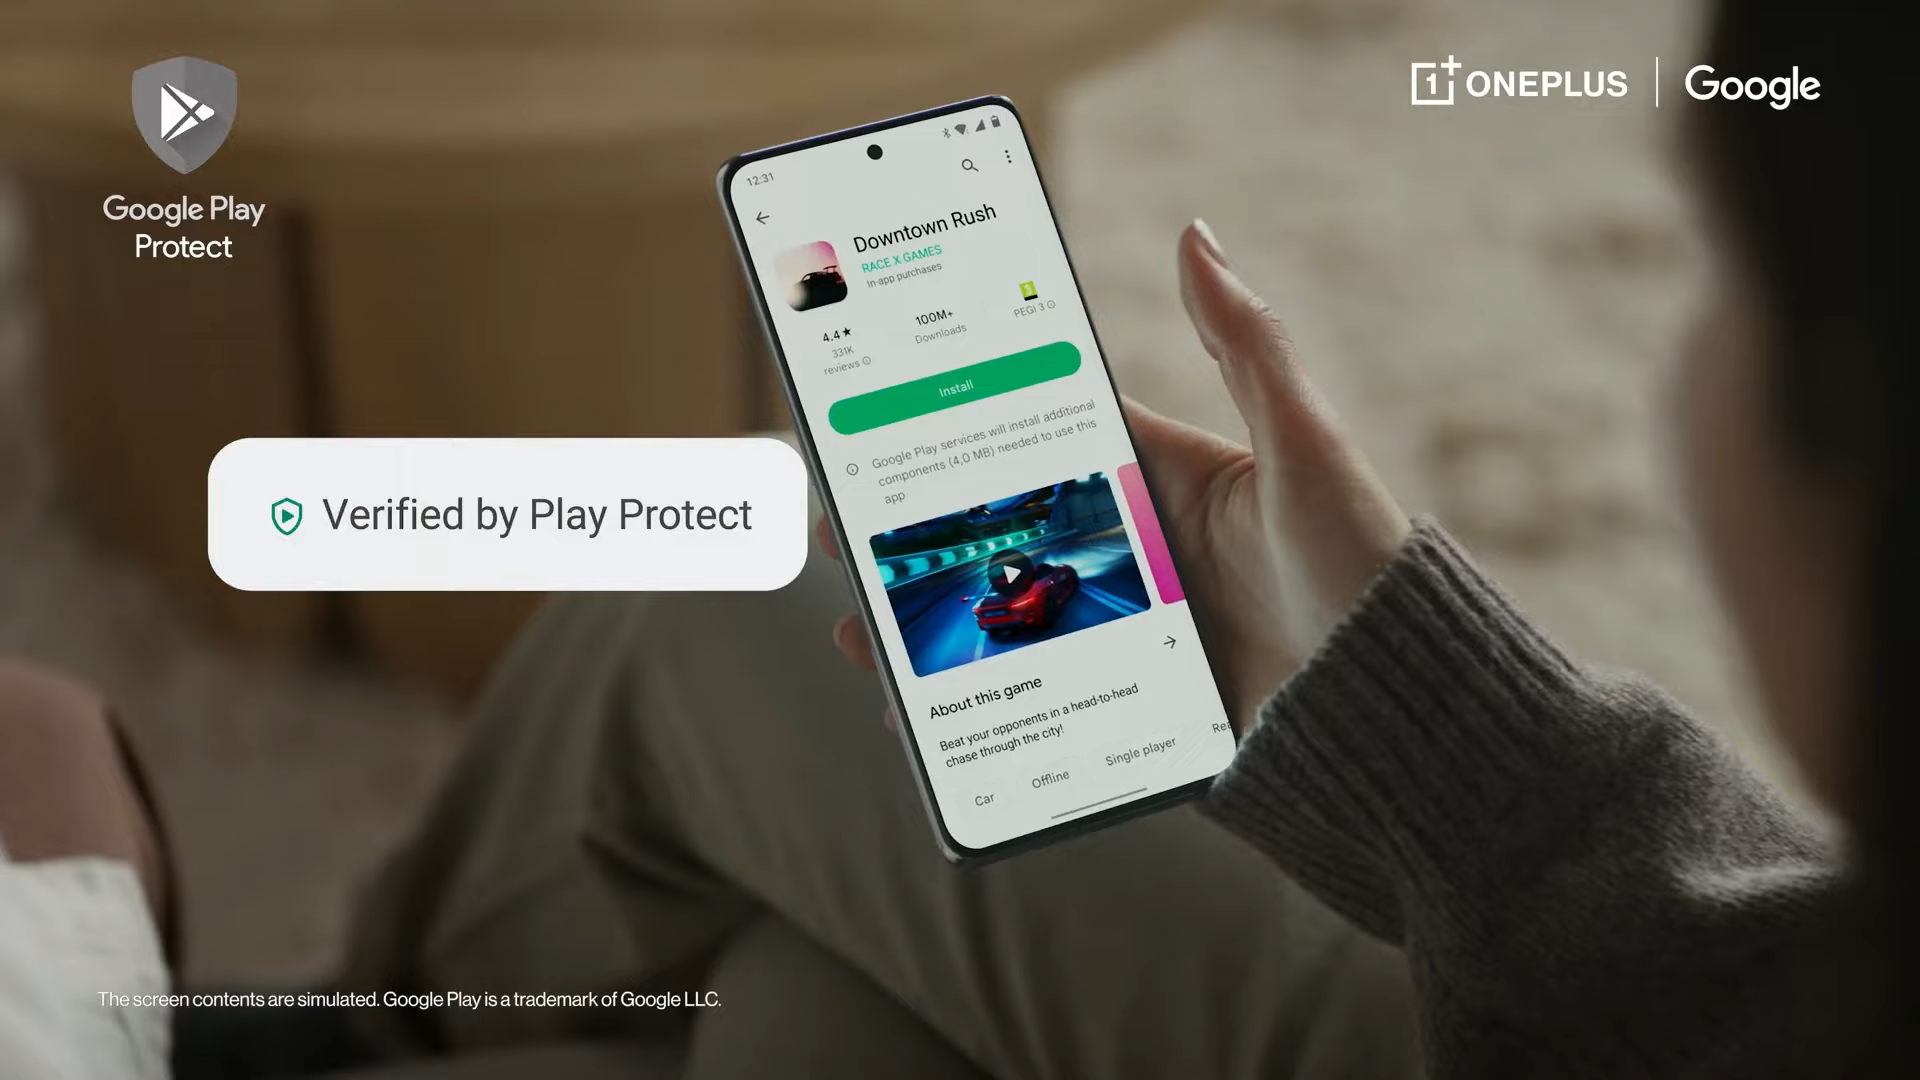 Google Play
Protect
ONEPLUS
Google
12:31
Downtown Rush
RACE X GAMES
In-app purchases
4.4★
331K
reviews
100M+
Downloads
3
PEGI 3
Install
Google Play services will install additional
components (4,0 MB) needed to use this
app
Verified by Play Protect
About this game
Beat your opponents in a head-to-head
chase through the city!
Car
Offline
Single player
Rea
The screen contents are simulated. Google Play is a trademark of Google LLC.